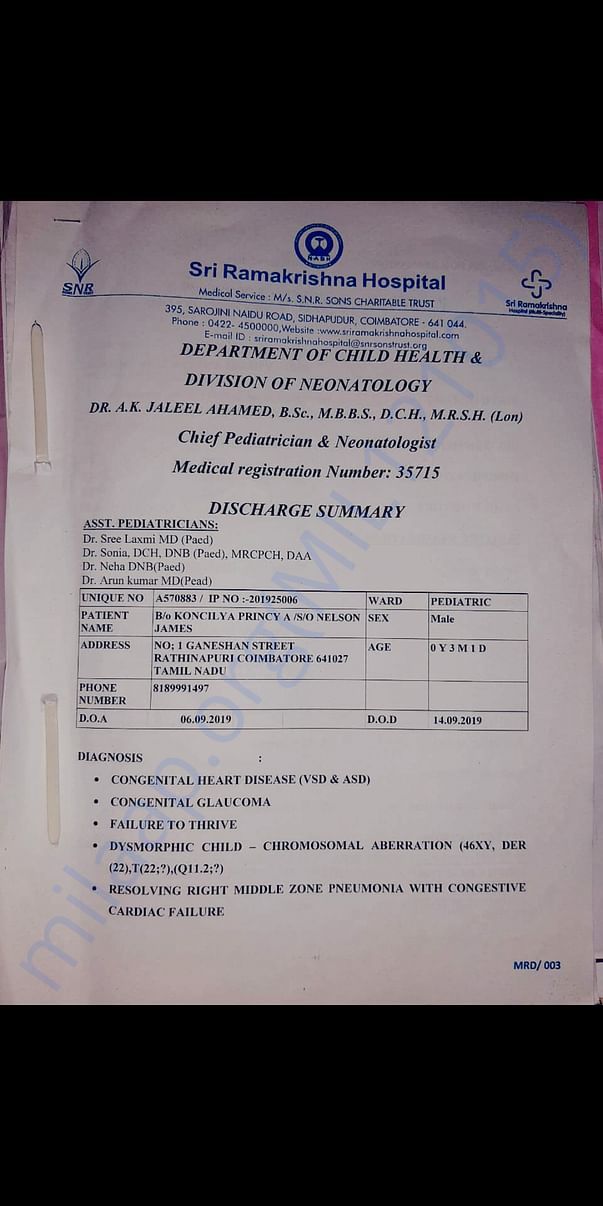 NABH
SNR
Sri Ramakrishna Hospital
Medical Service : M/s. S.N.R. SONS CHARITABLE TRUST
Sri Ramakrishna
Hospital (Multi-Speciality)
395, SAROJINI NAIDU ROAD, SIDHAPUDUR, COIMBATORE - 641 044.
Phone : 0422- 4500000,Website :www.sriramakrishnahospital.com
E-mail ID : sriramakrishnahospital@snrsonstrust.org
DEPARTMENT OF CHILD HEALTH &
DIVISION OF NEONATOLOGY
DR. A.K. JALEEL AHAMED, B.Sc., M.B.B.S., D.C.H., M.R.S.H. (Lon)
Chief Pediatrician & Neonatologist
Medical registration Number: 35715
DISCHARGE SUMMARY
ASST. PEDIATRICIANS:
Dr. Sree Laxmi MD (Paed)
Dr. Sonia, DCH, DNB (Paed), MRCPCH, DAA
Dr. Neha DNB(Paed)
Dr. Arun kumar MD(Pead)
UNIQUE NO A570883 / IP NO :-201925006 WARD PEDIATRIC
PATIENT NAME B/o KONCILYA PRINCY A /S/O NELSON JAMES SEX Male
ADDRESS NO; 1 GANESHAN STREET AGE 0 Y 3 M 1 D
RATHINAPURI COIMBATORE 641027
TAMIL NADU
PHONE NUMBER 8189991497
D.O.A 06.09.2019 D.O.D 14.09.2019
DIAGNOSIS :
• CONGENITAL HEART DISEASE (VSD & ASD)
• CONGENITAL GLAUCOMA
• FAILURE TO THRIVE
• DYSMORPHIC CHILD – CHROMOSOMAL ABERRATION (46XY, DER
(22),T(22;?),(Q11.2;?)
• RESOLVING RIGHT MIDDLE ZONE PNEUMONIA WITH CONGESTIVE
CARDIAC FAILURE
MRD/ 003